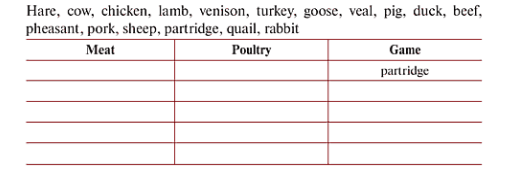 Hare, cow, chicken, lamb, venison, turkey, goose, veal, pig, duck, beef,
pheasant, pork, sheep, partridge, quail, rabbit
Meat Poultry Game
partridge